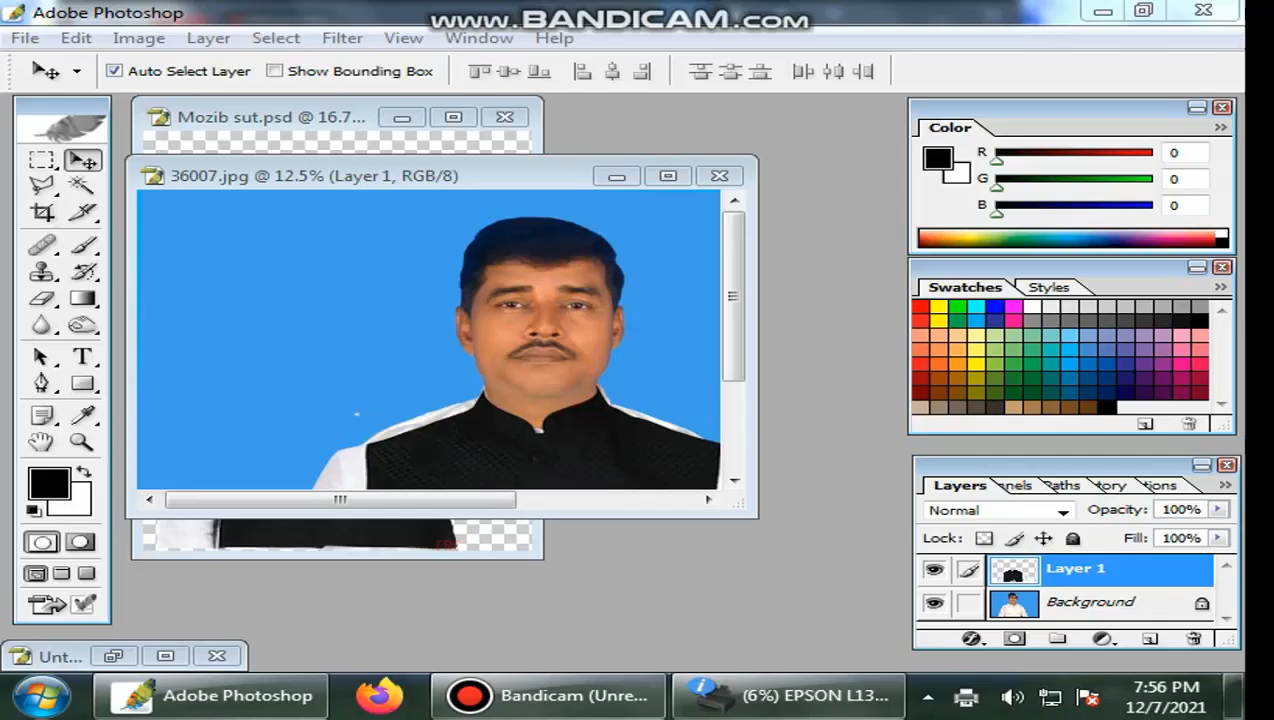 Adobe Photoshop
www.BANDICAM.com
File Edit Image Layer Select Filter View Window Help
Auto Select Layer Show Bounding Box
Mozib sut.psd @ 16.7...
36007.jpg @ 12.5% (Layer 1, RGB/8)
Color
R 0
G 0
B 0
Swatches Styles
Layers nnels Paths tory tions
Normal Opacity: 100%
Lock: Fill: 100%
Layer 1
Background
Unt...
Adobe Photoshop
Bandicam (Unre...
(6%) EPSON L13...
7:56 PM
12/7/2021